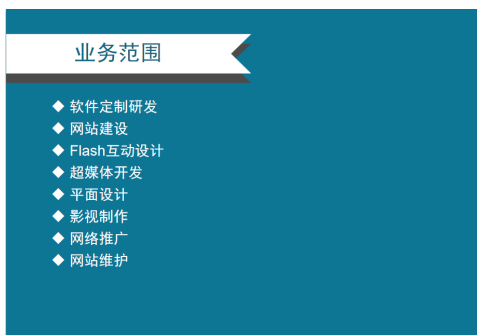 业务范围
◆ 软件定制研发
◆ 网站建设
◆ Flash互动设计
◆ 超媒体开发
◆ 平面设计
◆ 影视制作
◆ 网络推广
◆ 网站维护